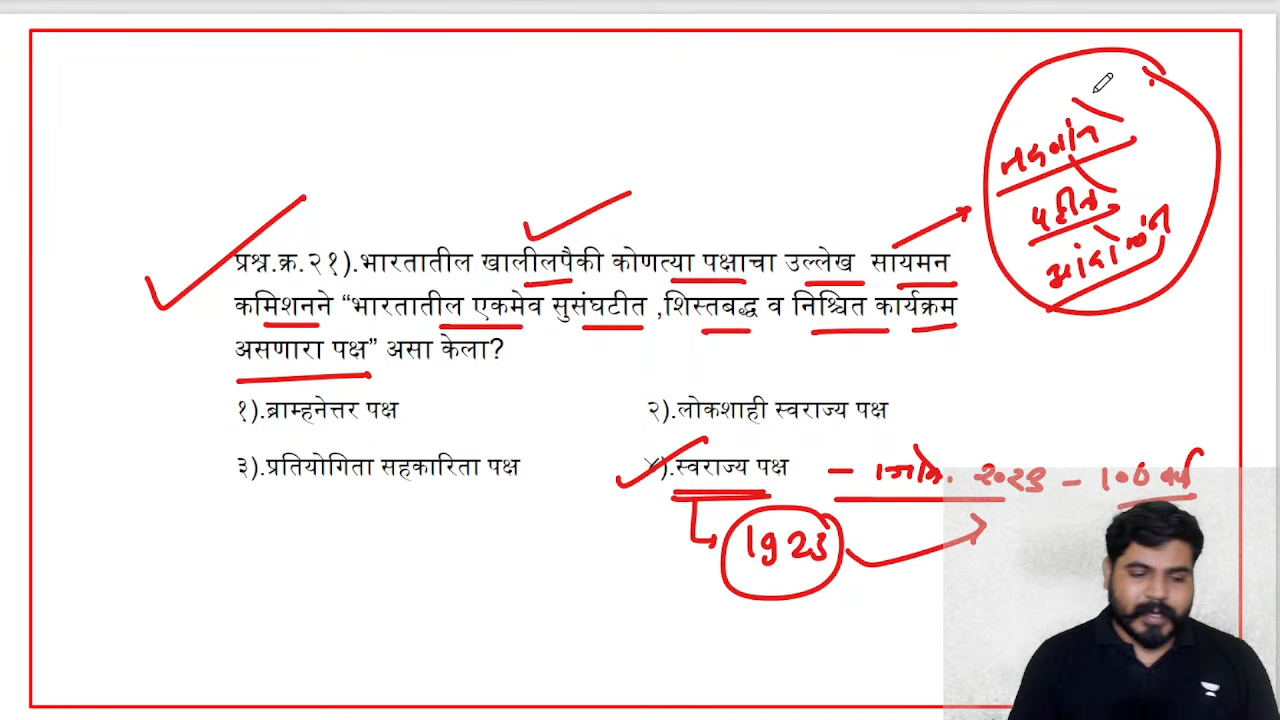 प्रश्न.क्र.२१).भारतातील खालीलपैकी कोणत्या पक्षाचा उल्लेख सायमन
कमिशनने “भारतातील एकमेव सुसंघटीत ,शिस्तबद्ध व निश्चित कार्यक्रम
असणारा पक्ष” असा केला?
१).ब्राम्हनेत्तर पक्ष
२).लोकशाही स्वराज्य पक्ष
३).प्रतियोगिता सहकारिता पक्ष
४).स्वराज्य पक्ष
२०२३ – १०० वर्ष
1923